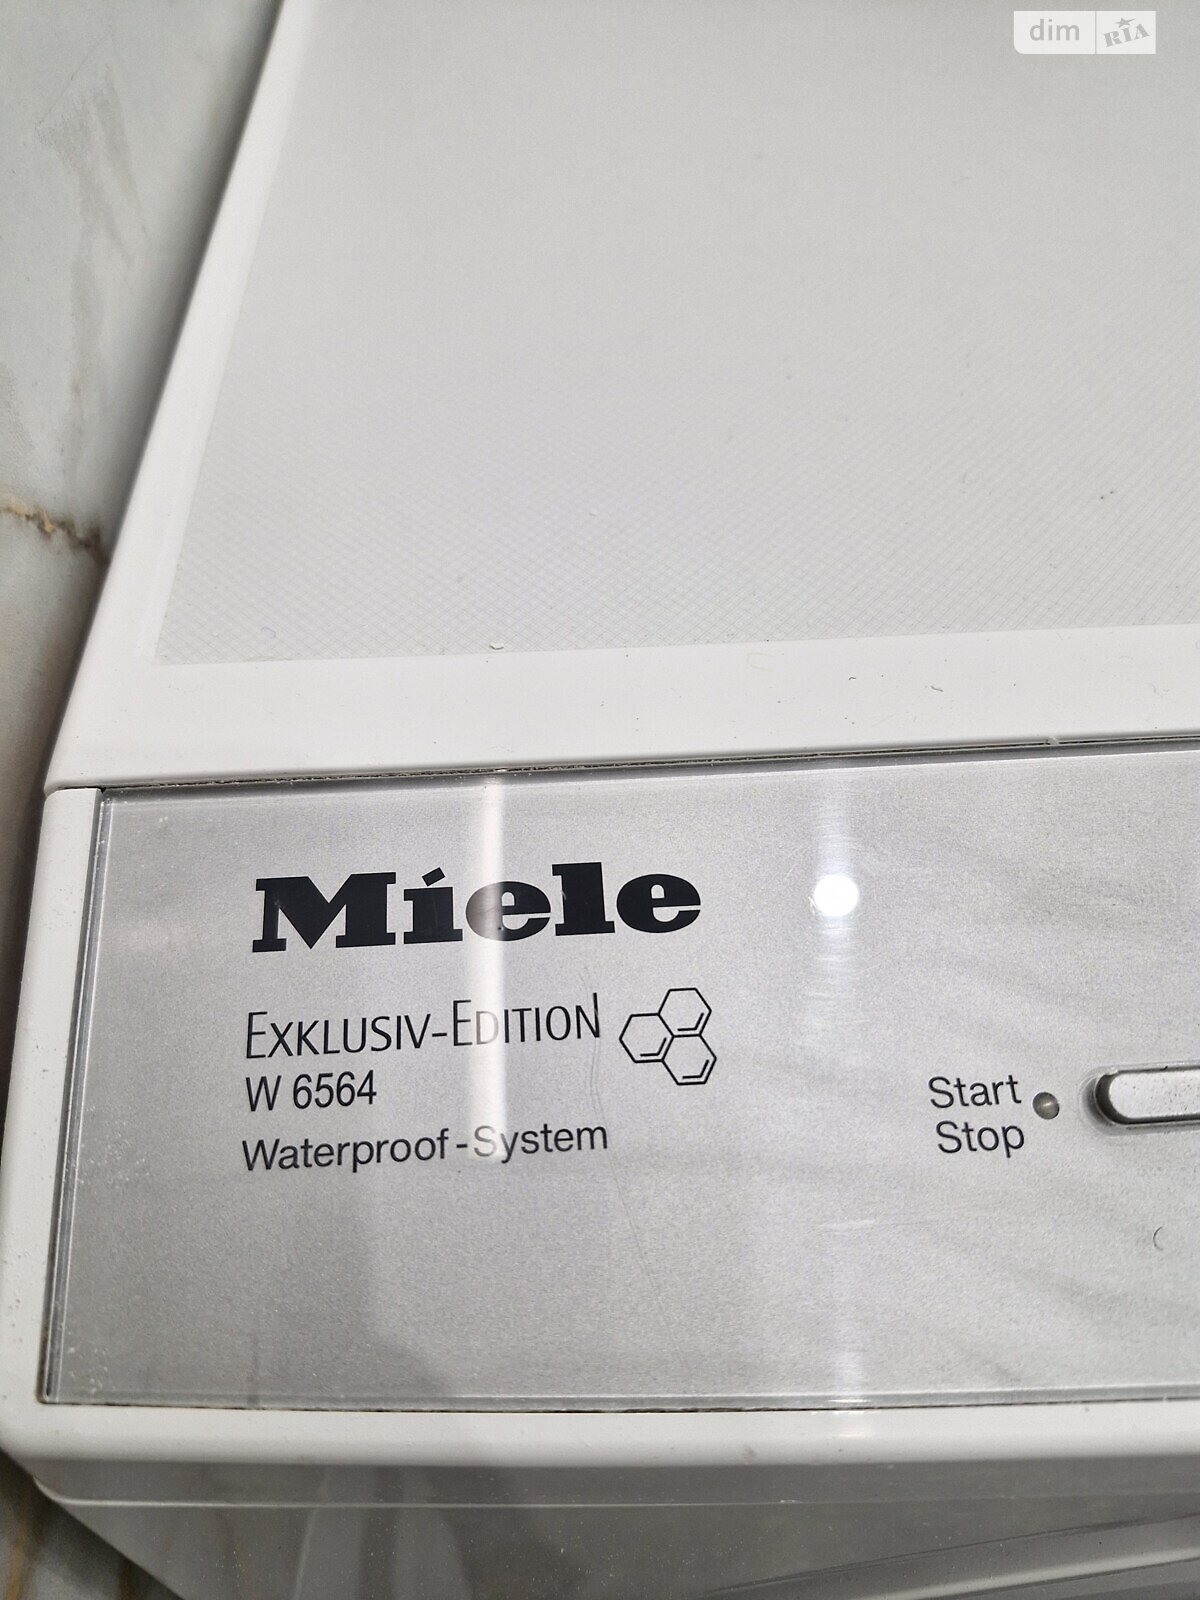 dim RIA
Miele
EXKLUSIV-EDITION
W 6564
Waterproof-System
Start
Stop